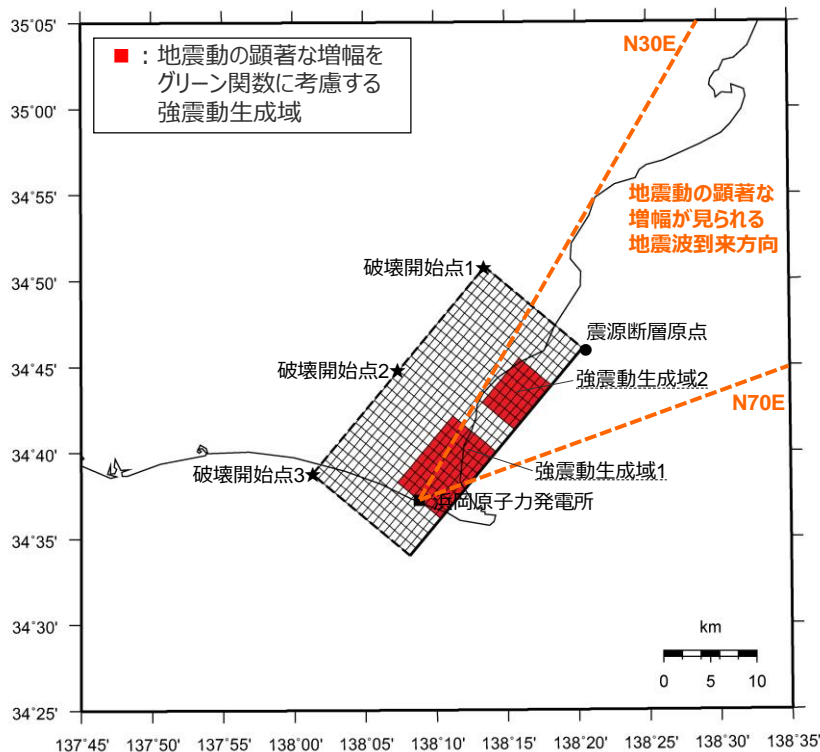 35°05'
35°00'
34°55'
34°50'
34°45'
34°40'
34°35'
34°30'
34°25'
■ : 地震動の顕著な増幅を
グリーン関数に考慮する
強震動生成域
N30E
地震動の顕著な
増幅が見られる
地震波到来方向
破壊開始点1
震源断層原点
破壊開始点2
強震動生成域2
N70E
破壊開始点3
強震動生成域1
浜岡原子力発電所
km
0 5 10
137°45' 137°50' 137°55' 138°00' 138°05' 138°10' 138°15' 138°20' 138°25' 138°30' 138°35'